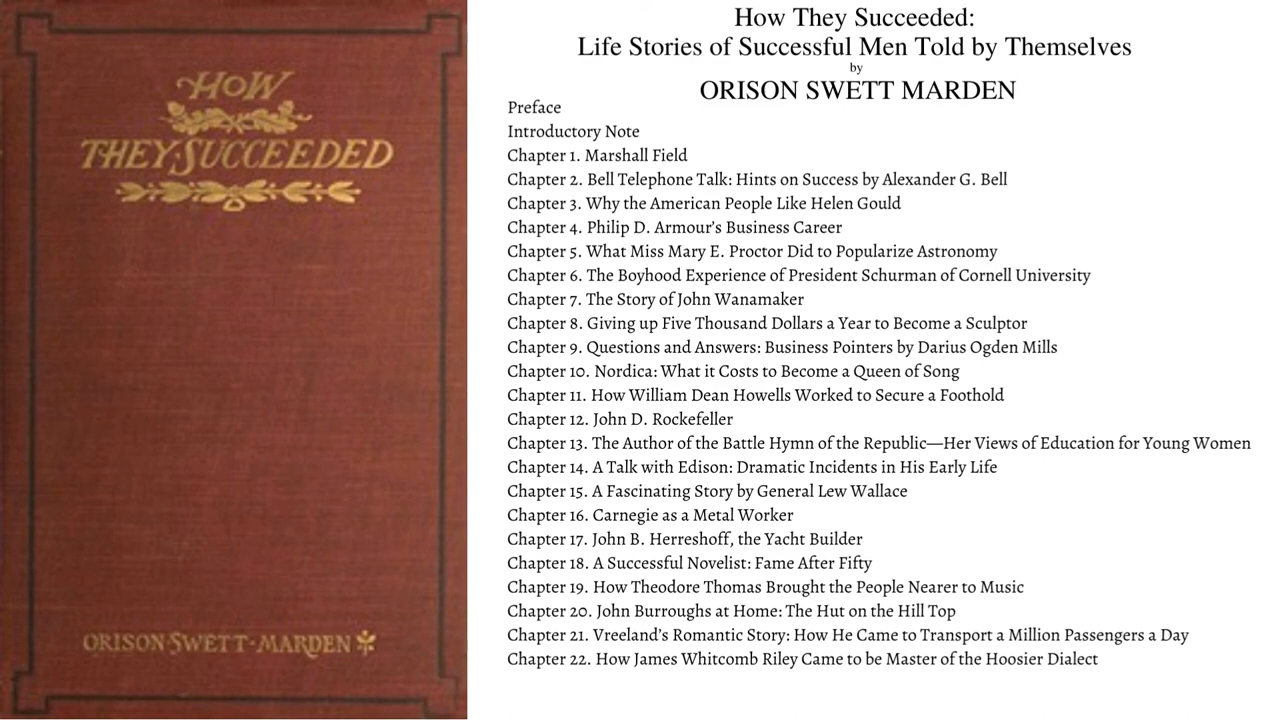 HOW
THEY·SUCCEEDED
ORISON·SWETT·MARDEN
How They Succeeded:
Life Stories of Successful Men Told by Themselves
by
ORISON SWETT MARDEN
Preface
Introductory Note
Chapter 1. Marshall Field
Chapter 2. Bell Telephone Talk: Hints on Success by Alexander G. Bell
Chapter 3. Why the American People Like Helen Gould
Chapter 4. Philip D. Armour’s Business Career
Chapter 5. What Miss Mary E. Proctor Did to Popularize Astronomy
Chapter 6. The Boyhood Experience of President Schurman of Cornell University
Chapter 7. The Story of John Wanamaker
Chapter 8. Giving up Five Thousand Dollars a Year to Become a Sculptor
Chapter 9. Questions and Answers: Business Pointers by Darius Ogden Mills
Chapter 10. Nordica: What it Costs to Become a Queen of Song
Chapter 11. How William Dean Howells Worked to Secure a Foothold
Chapter 12. John D. Rockefeller
Chapter 13. The Author of the Battle Hymn of the Republic—Her Views of Education for Young Women
Chapter 14. A Talk with Edison: Dramatic Incidents in His Early Life
Chapter 15. A Fascinating Story by General Lew Wallace
Chapter 16. Carnegie as a Metal Worker
Chapter 17. John B. Herreshoff, the Yacht Builder
Chapter 18. A Successful Novelist: Fame After Fifty
Chapter 19. How Theodore Thomas Brought the People Nearer to Music
Chapter 20. John Burroughs at Home: The Hut on the Hill Top
Chapter 21. Vreeland’s Romantic Story: How He Came to Transport a Million Passengers a Day
Chapter 22. How James Whitcomb Riley Came to be Master of the Hoosier Dialect